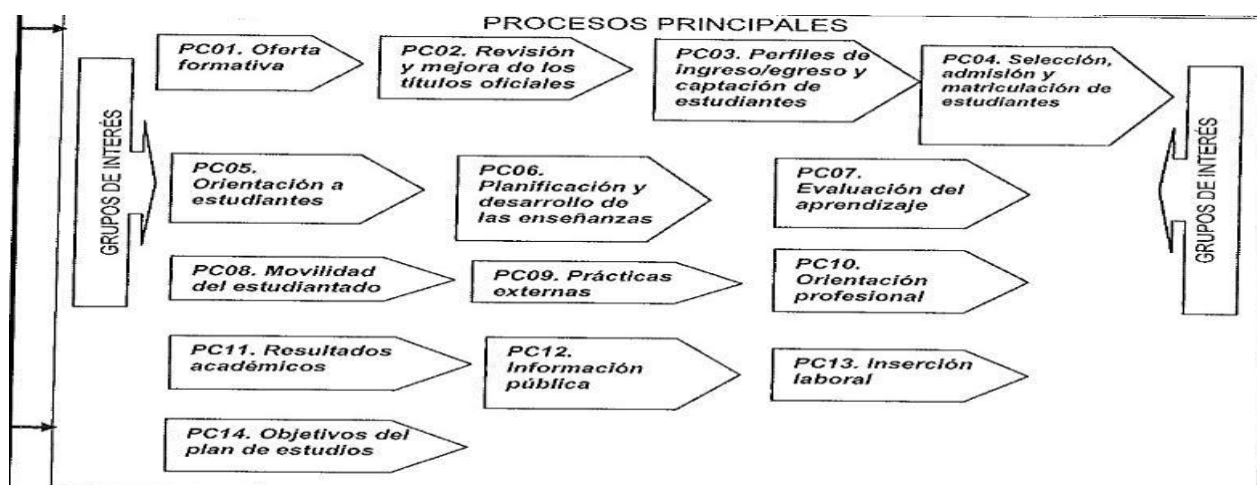 PROCESOS PRINCIPALES
PC01. Oferta
formativa
PC02. Revisión
y mejora de los
títulos oficiales
PC03. Perfiles de
ingreso/egreso y
captación de
estudiantes
PC04. Selección,
admisión y
matriculación de
estudiantes
GRUPOS DE INTERÉS
PC05.
Orientación a
estudiantes
PC06.
Planificación y
desarrollo de
las enseñanzas
PC07.
Evaluación del
aprendizaje
GRUPOS DE INTERÉS
PC08. Movilidad
del estudiantado
PC09. Prácticas
externas
PC10.
Orientación
profesional
PC11. Resultados
académicos
PC12.
Información
pública
PC13. Inserción
laboral
PC14. Objetivos del
plan de estudios